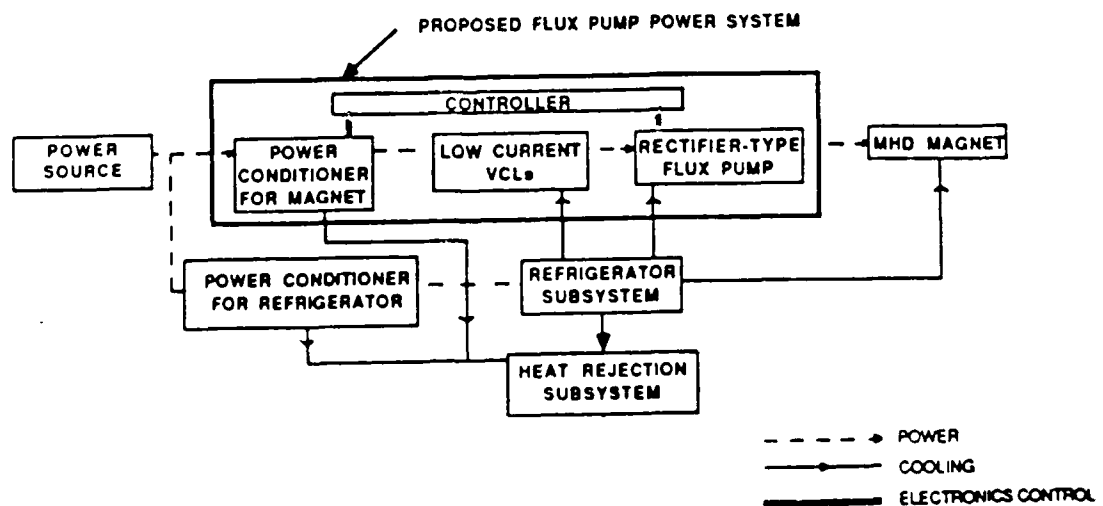 PROPOSED FLUX PUMP POWER SYSTEM
CONTROLLER
POWER
SOURCE
POWER
CONDITIONER
FOR MAGNET
LOW CURRENT
VCLs
RECTIFIER-TYPE
FLUX PUMP
MHD MAGNET
POWER CONDITIONER
FOR REFRIGERATOR
REFRIGERATOR
SUBSYSTEM
HEAT REJECTION
SUBSYSTEM
POWER
COOLING
ELECTRONICS CONTROL